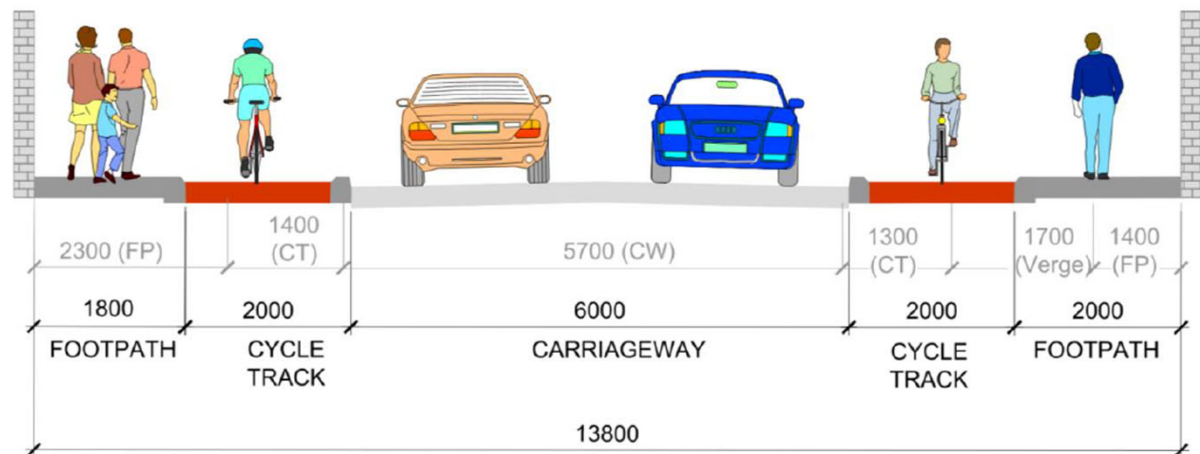 1400
(CT)
2300 (FP)
5700 (CW)
1300
(CT)
1700
(Verge)
1400
(FP)
1800
2000
6000
2000
2000
FOOTPATH
CYCLE
TRACK
CARRIAGEWAY
CYCLE
TRACK
FOOTPATH
13800